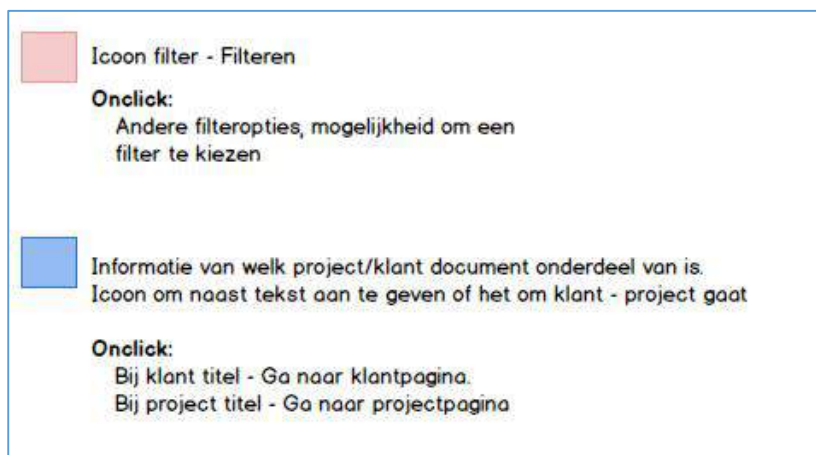 Icoon filter - Filteren
Onclick:
Andere filteropties, mogelijkheid om een
filter te kiezen
Informatie van welk project/klant document onderdeel van is.
Icoon om naast tekst aan te geven of het om klant - project gaat
Onclick:
Bij klant titel - Ga naar klantpagina.
Bij project titel - Ga naar projectpagina